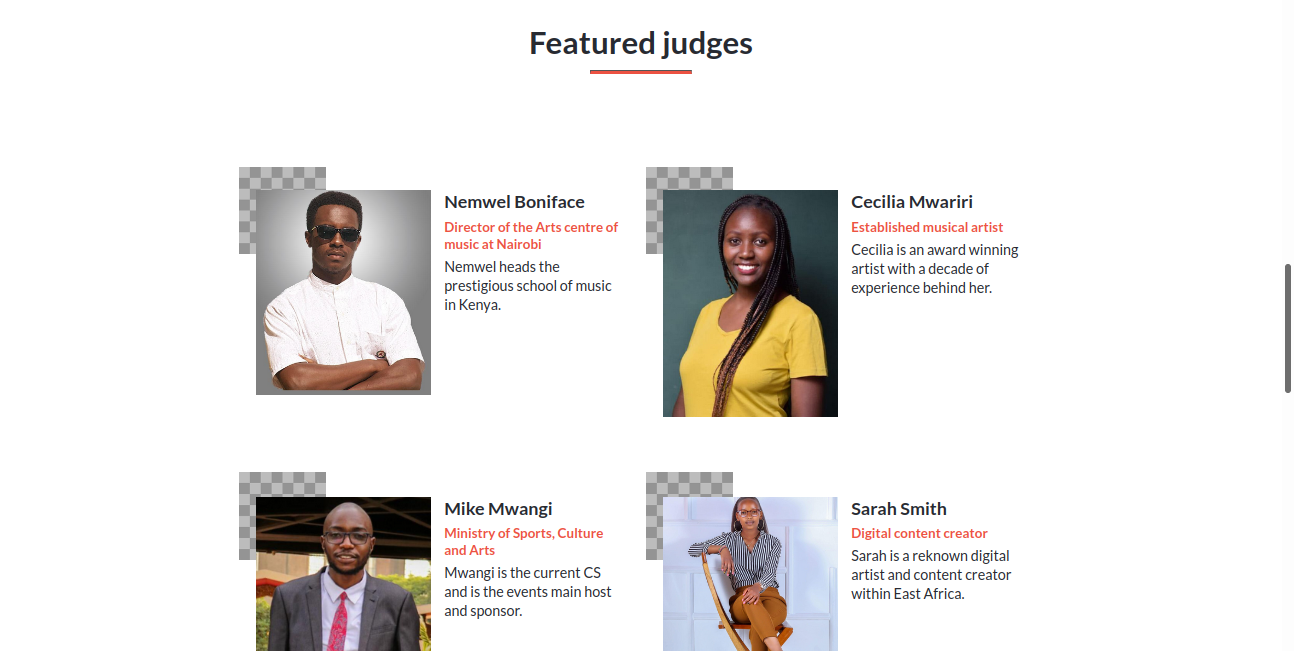 Featured judges
Nemwel Boniface
Director of the Arts centre of
music at Nairobi
Nemwel heads the
prestigious school of music
in Kenya.
Cecilia Mwariri
Established musical artist
Cecilia is an award winning
artist with a decade of
experience behind her.
Mike Mwangi
Ministry of Sports, Culture
and Arts
Mwangi is the current CS
and is the events main host
and sponsor.
Sarah Smith
Digital content creator
Sarah is a reknown digital
artist and content creator
within East Africa.